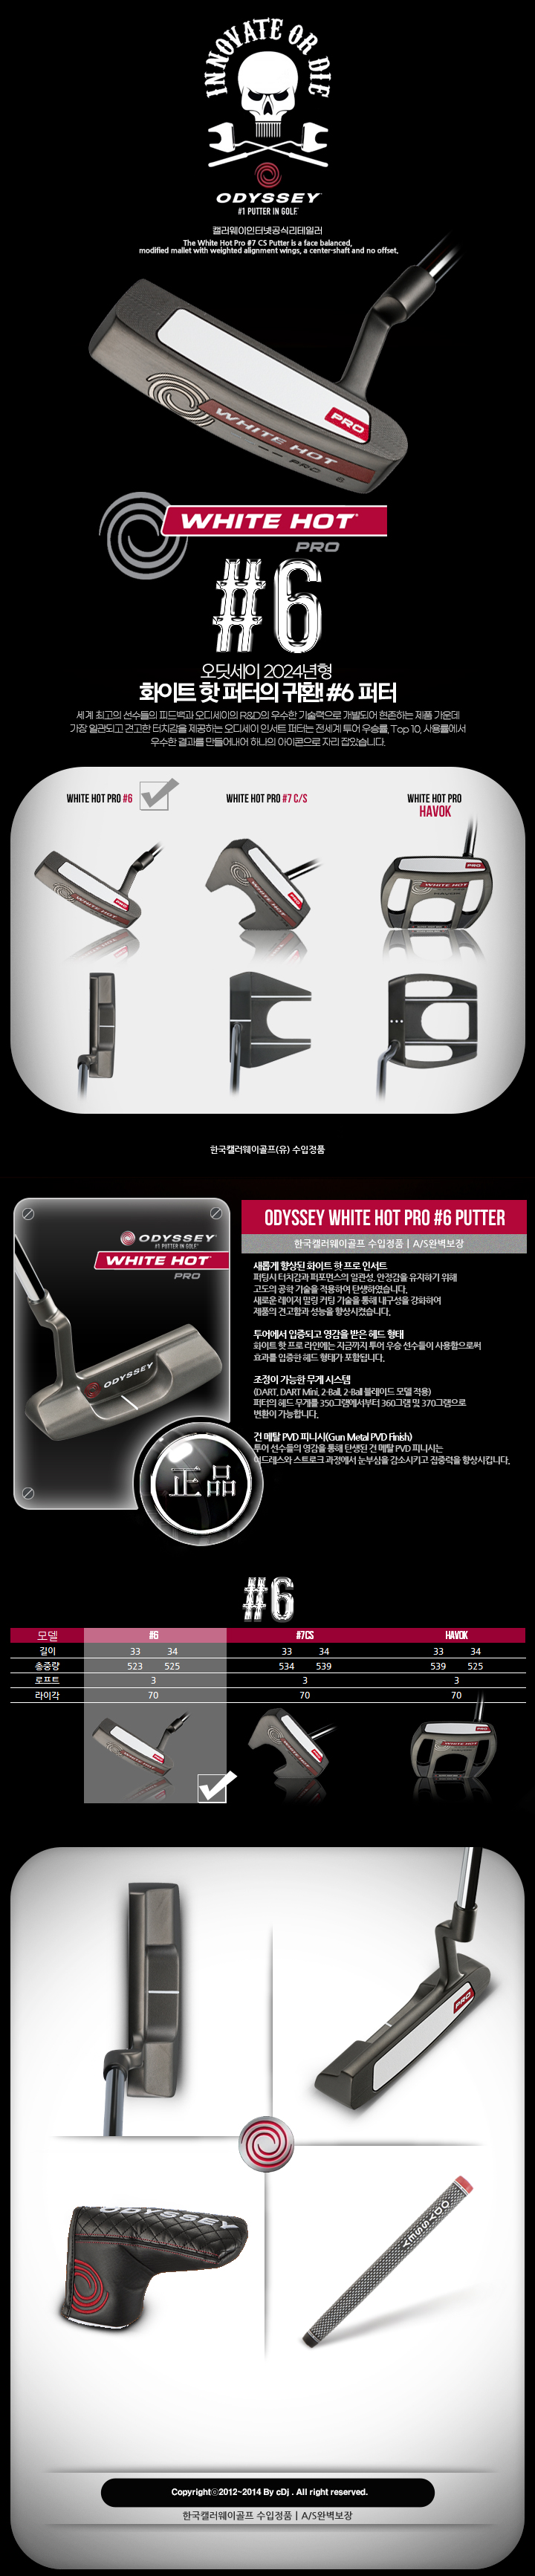 INNOVATE OR DIE
ODYSSEY
#1 PUTTER IN GOLF
캘러웨이인터넷공식리테일러
The White Hot Pro #7 CS Putter is a face balanced,
modified mallet with weighted alignment wings, a center-shaft and no offset.
PRO
WHITE HOT
PRO 6
WHITE HOT
PRO
#6
오딧세이 2024년형
화이트 핫 퍼터의 귀환! #6 퍼터
세계 최고의 선수들의 피드백과 오디세이의 R&D의 우수한 기술력으로 개발되어 현존하는 제품 가운데
가장 일관되고 견고한 터치감을 제공하는 오디세이 인서트 퍼터는 전세계 투어 우승률, Top 10, 사용률에서
우수한 결과를 만들어내어 하나의 아이콘으로 자리 잡았습니다.
WHITE HOT PRO #6
WHITE HOT PRO #7 C/S
WHITE HOT PRO
HAVOK
PRO
WHITE HOT
PRO
WHITE HOT
PRO
WHITE HOT
한국캘러웨이골프(유) 수입정품
ODYSSEY
#1 PUTTER IN GOLF
WHITE HOT
PRO
ODYSSEY
正品
ODYSSEY WHITE HOT PRO #6 PUTTER
한국캘러웨이골프 수입정품 | A/S완벽보장
새롭게 향상된 화이트 핫 프로 인서트
퍼팅시 터치감과 퍼포먼스의 일관성, 안정감을 유지하기 위해
고도의 공학 기술을 적용하여 탄생하였습니다.
새로운 레이저 밀링 커팅 기술을 통해 내구성을 강화하여
제품의 견고함과 성능을 향상시켰습니다.
투어에서 입증되고 영감을 받은 헤드 형태
화이트 핫 프로 라인에는 지금까지 투어 우승 선수들이 사용함으로써
효과를 입증한 헤드 형태가 포함됩니다.
조정이 가능한 무게 시스템
(DART, DART Mini, 2-Ball, 2-Ball 블레이드 모델 적용)
퍼터의 헤드 무게를 350그램에서부터 360그램 및 370그램으로
변환이 가능합니다.
건 메탈 PVD 피니시(Gun Metal PVD Finish)
투어 선수들의 영감을 통해 탄생된 건 메탈 PVD 피니시는
어드레스와 스트로크 과정에서 눈부심을 감소시키고 집중력을 향상시킵니다.
#6
모델 #6 #7CS HAVOK
길이 33 34 33 34 33 34
총중량 523 525 534 539 539 525
로프트 3 3 3
라이각 70 70 70
PRO
WHITE HOT
PRO
WHITE HOT
PRO
WHITE HOT
PRO
ODYSSEY
ODYSSEY
Copyrightⓒ2012~2014 By cDj . All right reserved.
한국캘러웨이골프 수입정품 | A/S완벽보장